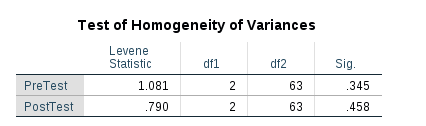 Test of Homogeneity of Variances
Levene
Statistic df1 df2 Sig.
PreTest 1.081 2 63 .345
PostTest .790 2 63 .458